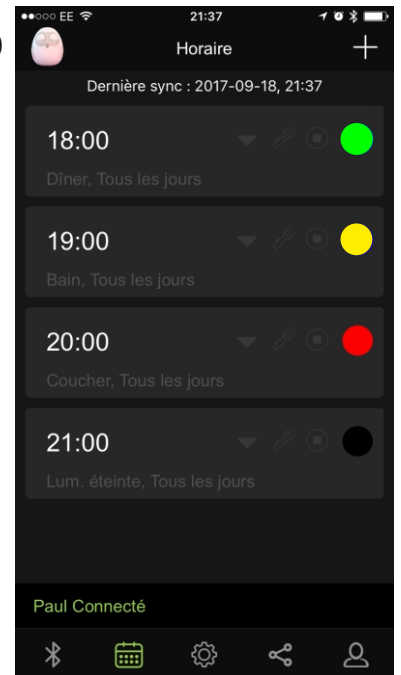 EE 21:37
Horaire
Dernière sync : 2017-09-18, 21:37
18:00
Dîner, Tous les jours
19:00
Bain, Tous les jours
20:00
Coucher, Tous les jours
21:00
Lum. éteinte, Tous les jours
Paul Connecté